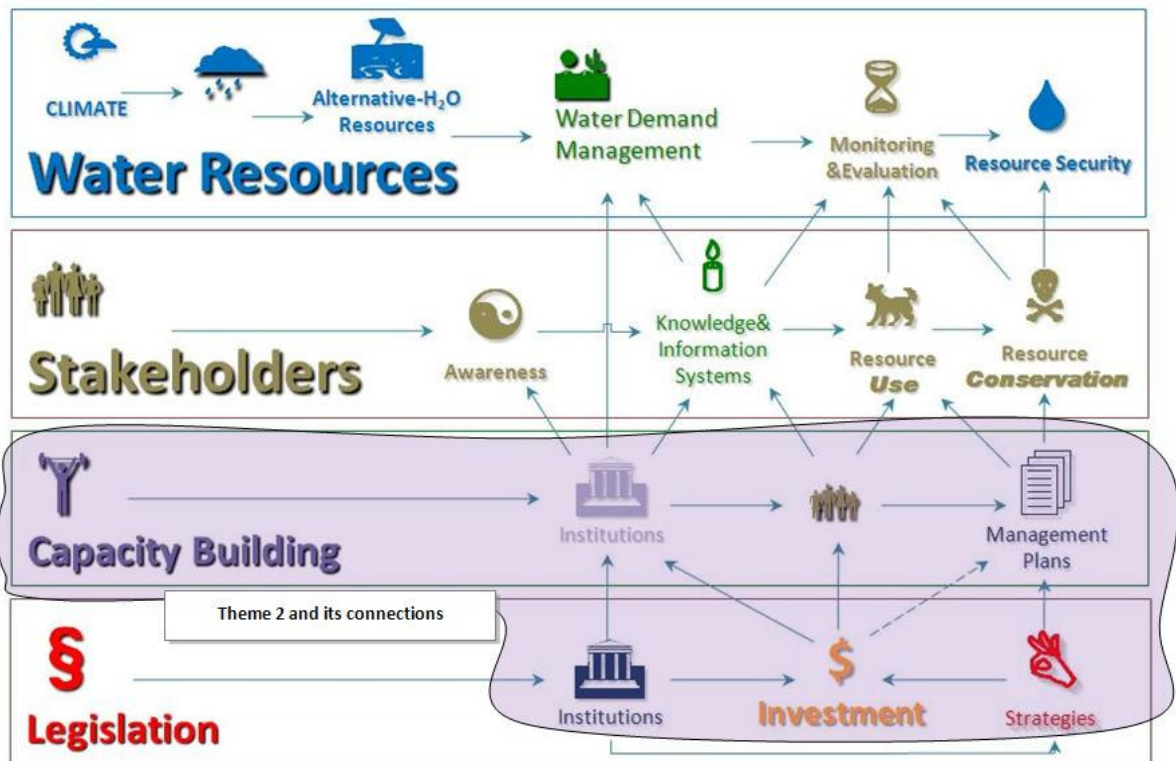 CLIMATE
Alternative-H₂O
Resources
Water Demand
Management
Monitoring
&Evaluation
Resource Security
Water Resources
Stakeholders
Awareness
Knowledge&
Information
Systems
Resource
Use
Resource
Conservation
Capacity Building
Institutions
Management
Plans
Theme 2 and its connections
§
$
Legislation
Institutions
Investment
Strategies